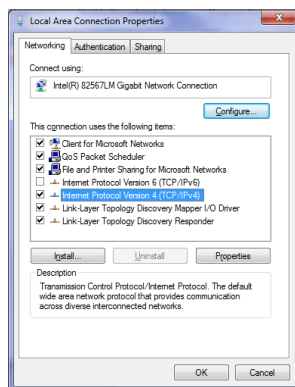 Local Area Connection Properties
Networking Authentication Sharing
Connect using:
Intel(R) 82567LM Gigabit Network Connection
Configure...
This connection uses the following items:
Client for Microsoft Networks
QoS Packet Scheduler
File and Printer Sharing for Microsoft Networks
Internet Protocol Version 6 (TCP/IPv6)
Internet Protocol Version 4 (TCP/IPv4)
Link-Layer Topology Discovery Mapper I/O Driver
Link-Layer Topology Discovery Responder
Install... Uninstall Properties
Description
Transmission Control Protocol/Internet Protocol. The default
wide area network protocol that provides communication
across diverse interconnected networks.
OK Cancel